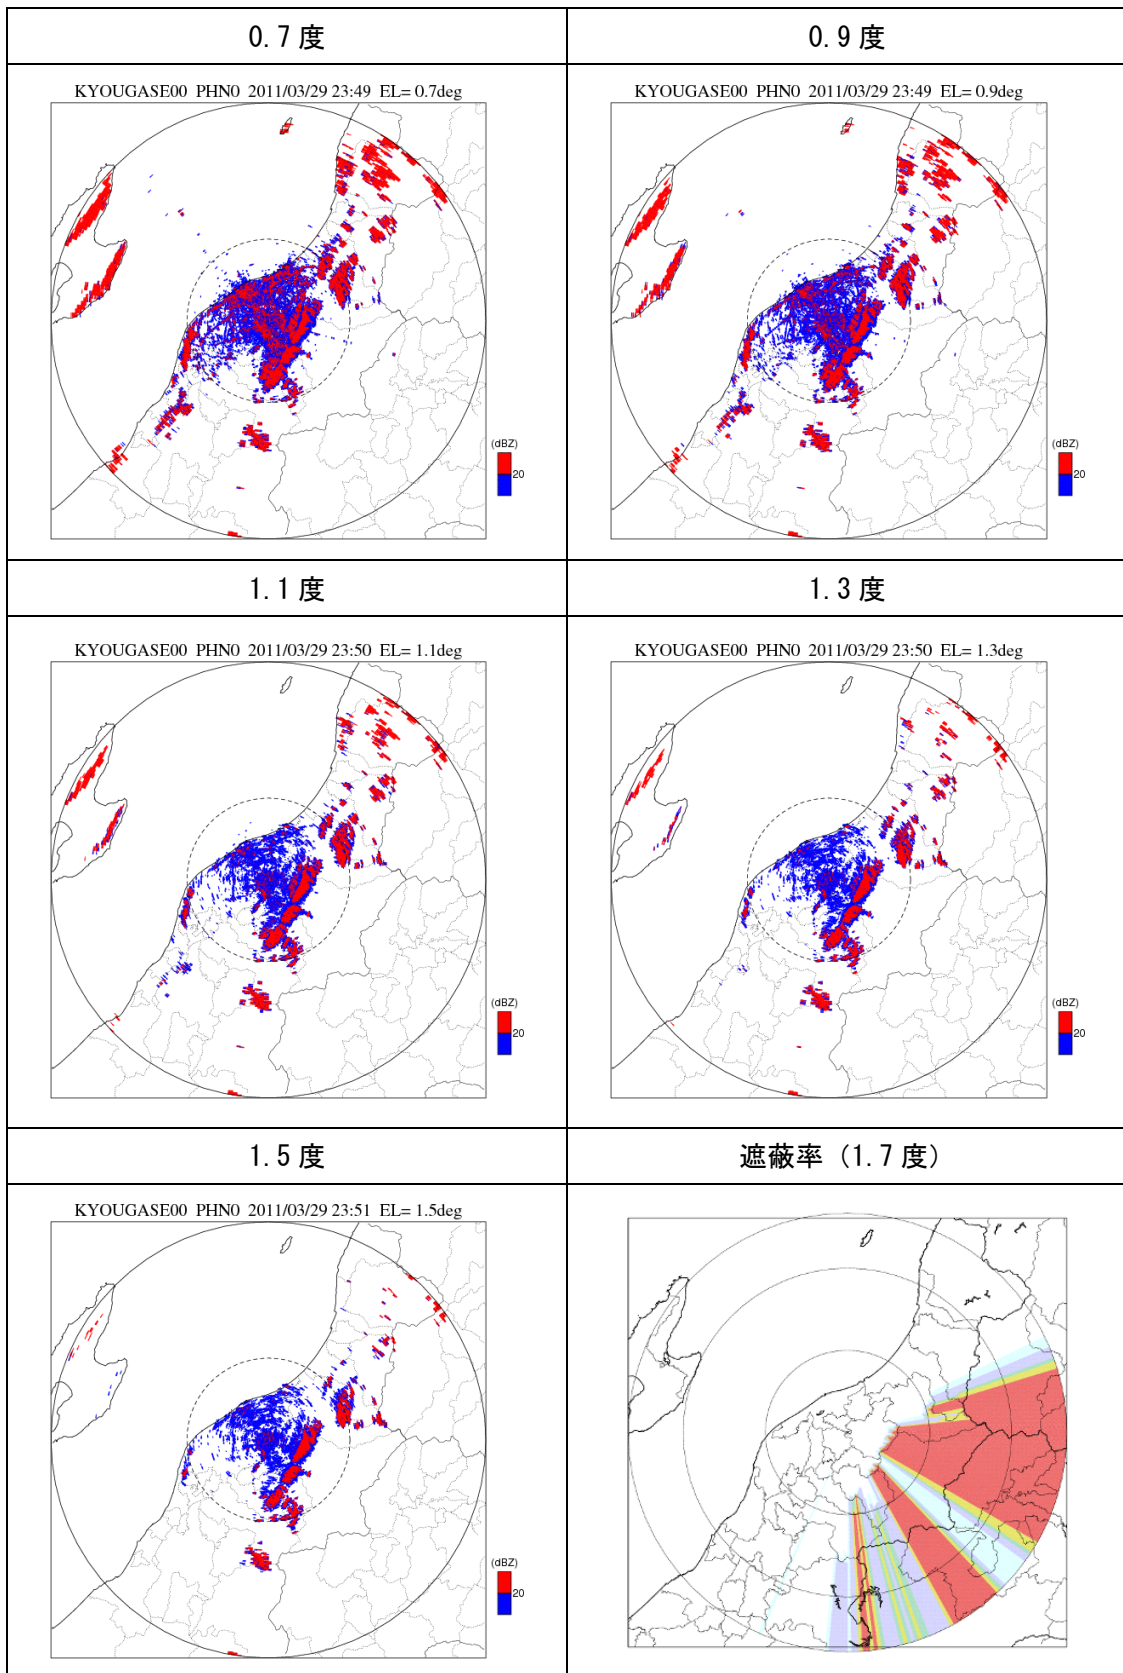 0.7度
0.9度
KYOUGASE00 PHN0 2011/03/29 23:49 EL= 0.7deg
KYOUGASE00 PHN0 2011/03/29 23:49 EL= 0.9deg
(dBZ)
20
(dBZ)
20
1.1度
1.3度
KYOUGASE00 PHN0 2011/03/29 23:50 EL= 1.1deg
KYOUGASE00 PHN0 2011/03/29 23:50 EL= 1.3deg
(dBZ)
20
(dBZ)
20
1.5度
遮蔽率（1.7度）
KYOUGASE00 PHN0 2011/03/29 23:51 EL= 1.5deg
(dBZ)
20